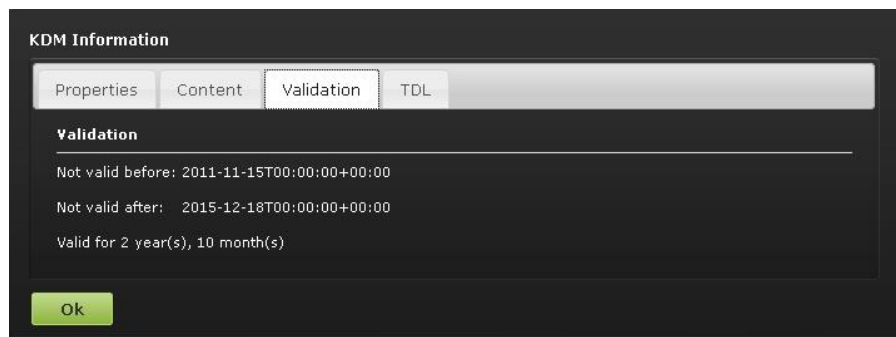 KDM Information
Properties Content Validation TDL
Validation
Not valid before: 2011-11-15T00:00:00+00:00
Not valid after: 2015-12-18T00:00:00+00:00
Valid for 2 year(s), 10 month(s)
Ok